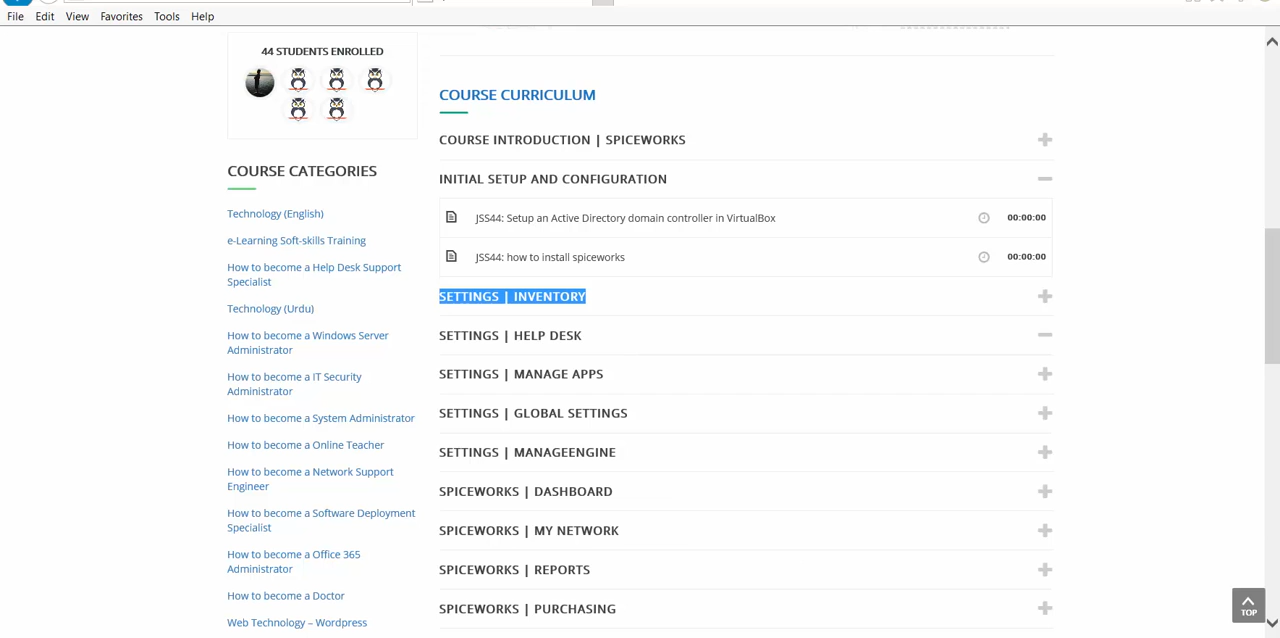 File Edit View Favorites Tools Help
44 STUDENTS ENROLLED
COURSE CATEGORIES
Technology (English)
e-Learning Soft-skills Training
How to become a Help Desk Support
Specialist
Technology (Urdu)
How to become a Windows Server
Administrator
How to become a IT Security
Administrator
How to become a System Administrator
How to become a Online Teacher
How to become a Network Support
Engineer
How to become a Software Deployment
Specialist
How to become a Office 365
Administrator
How to become a Doctor
Web Technology – Wordpress
COURSE CURRICULUM
COURSE INTRODUCTION | SPICEWORKS
INITIAL SETUP AND CONFIGURATION
JSS44: Setup an Active Directory domain controller in VirtualBox 00:00:00
JSS44: how to install spiceworks 00:00:00
SETTINGS | INVENTORY
SETTINGS | HELP DESK
SETTINGS | MANAGE APPS
SETTINGS | GLOBAL SETTINGS
SETTINGS | MANAGEENGINE
SPICEWORKS | DASHBOARD
SPICEWORKS | MY NETWORK
SPICEWORKS | REPORTS
SPICEWORKS | PURCHASING
TOP